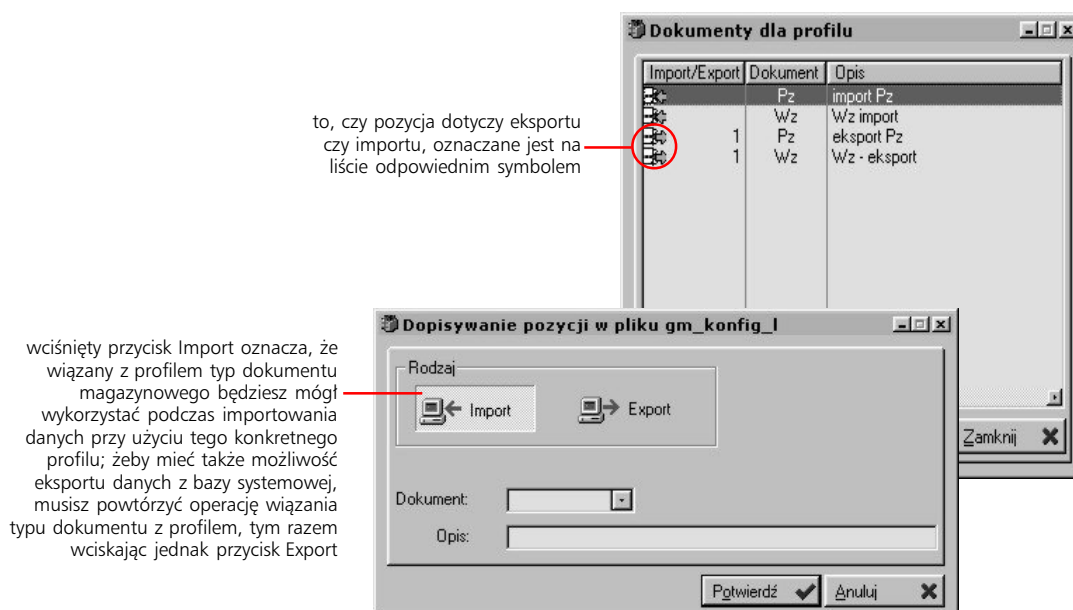 Dokumenty dla profilu
Import/Export Dokument Opis
Pz import Pz
Wz Wz import
1 Pz eksport Pz
1 Wz Wz - eksport
to, czy pozycja dotyczy eksportu
czy importu, oznaczane jest na
liście odpowiednim symbolem
Zamknij
Dopisywanie pozycji w pliku gm_konfig_l
Rodzaj
Import Export
Dokument:
Opis:
Potwierdź Anuluj
wciśnięty przycisk Import oznacza, że
wiązany z profilem typ dokumentu
magazynowego będziesz mógł
wykorzystać podczas importowania
danych przy użyciu tego konkretnego
profilu; żeby mieć także możliwość
eksportu danych z bazy systemowej,
musisz powtórzyć operację wiązania
typu dokumentu z profilem, tym razem
wciskając jednak przycisk Export